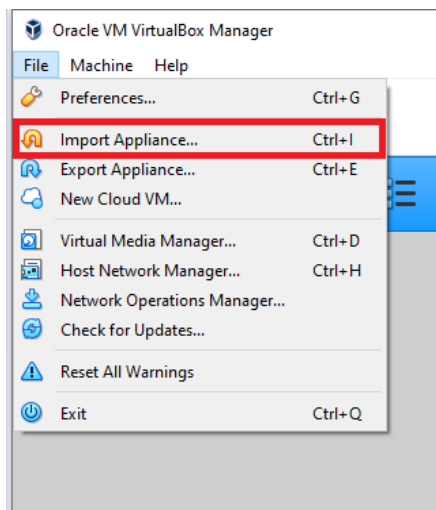 Oracle VM VirtualBox Manager
File Machine Help
Preferences... Ctrl+G
Import Appliance... Ctrl+I
Export Appliance... Ctrl+E
New Cloud VM...
Virtual Media Manager... Ctrl+D
Host Network Manager... Ctrl+H
Network Operations Manager...
Check for Updates...
Reset All Warnings
Exit Ctrl+Q